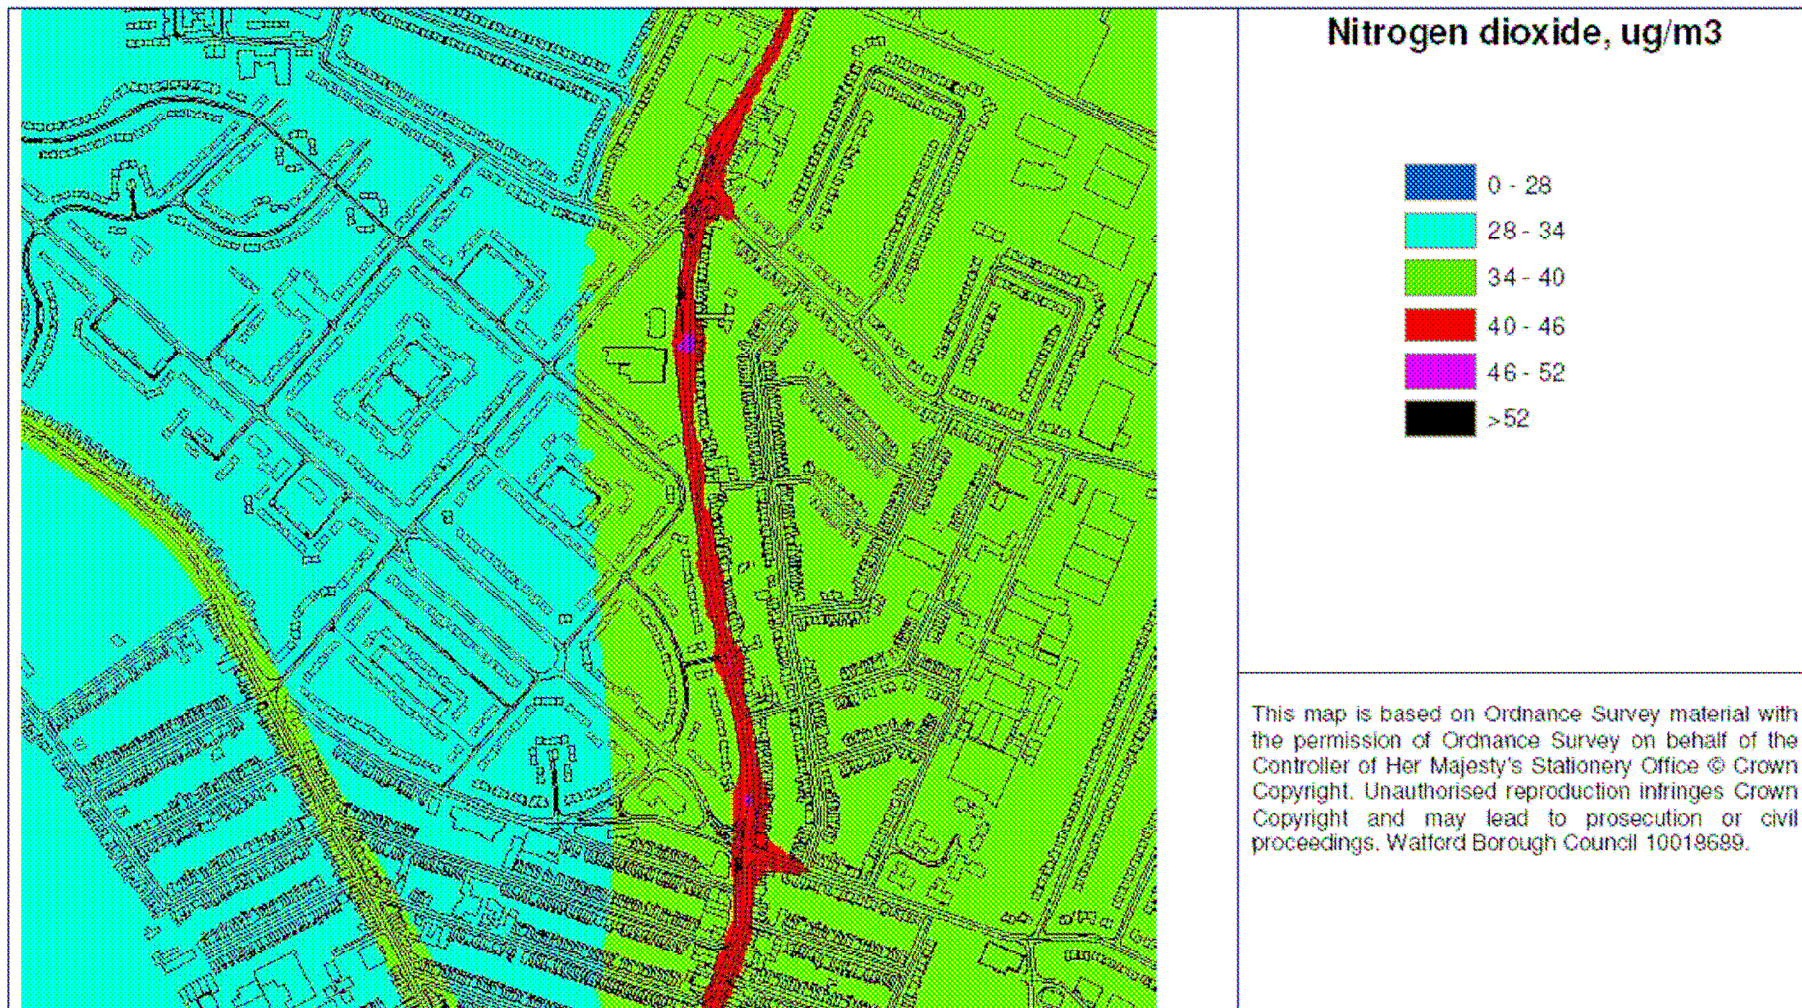 Nitrogen dioxide, ug/m3
0 - 28
28 - 34
34 - 40
40 - 46
46 - 52
>52
This map is based on Ordnance Survey material with
the permission of Ordnance Survey on behalf of the
Controller of Her Majesty's Stationery Office © Crown
Copyright. Unauthorised reproduction infringes Crown
Copyright and may lead to prosecution or civil
proceedings. Watford Borough Council 10018689.